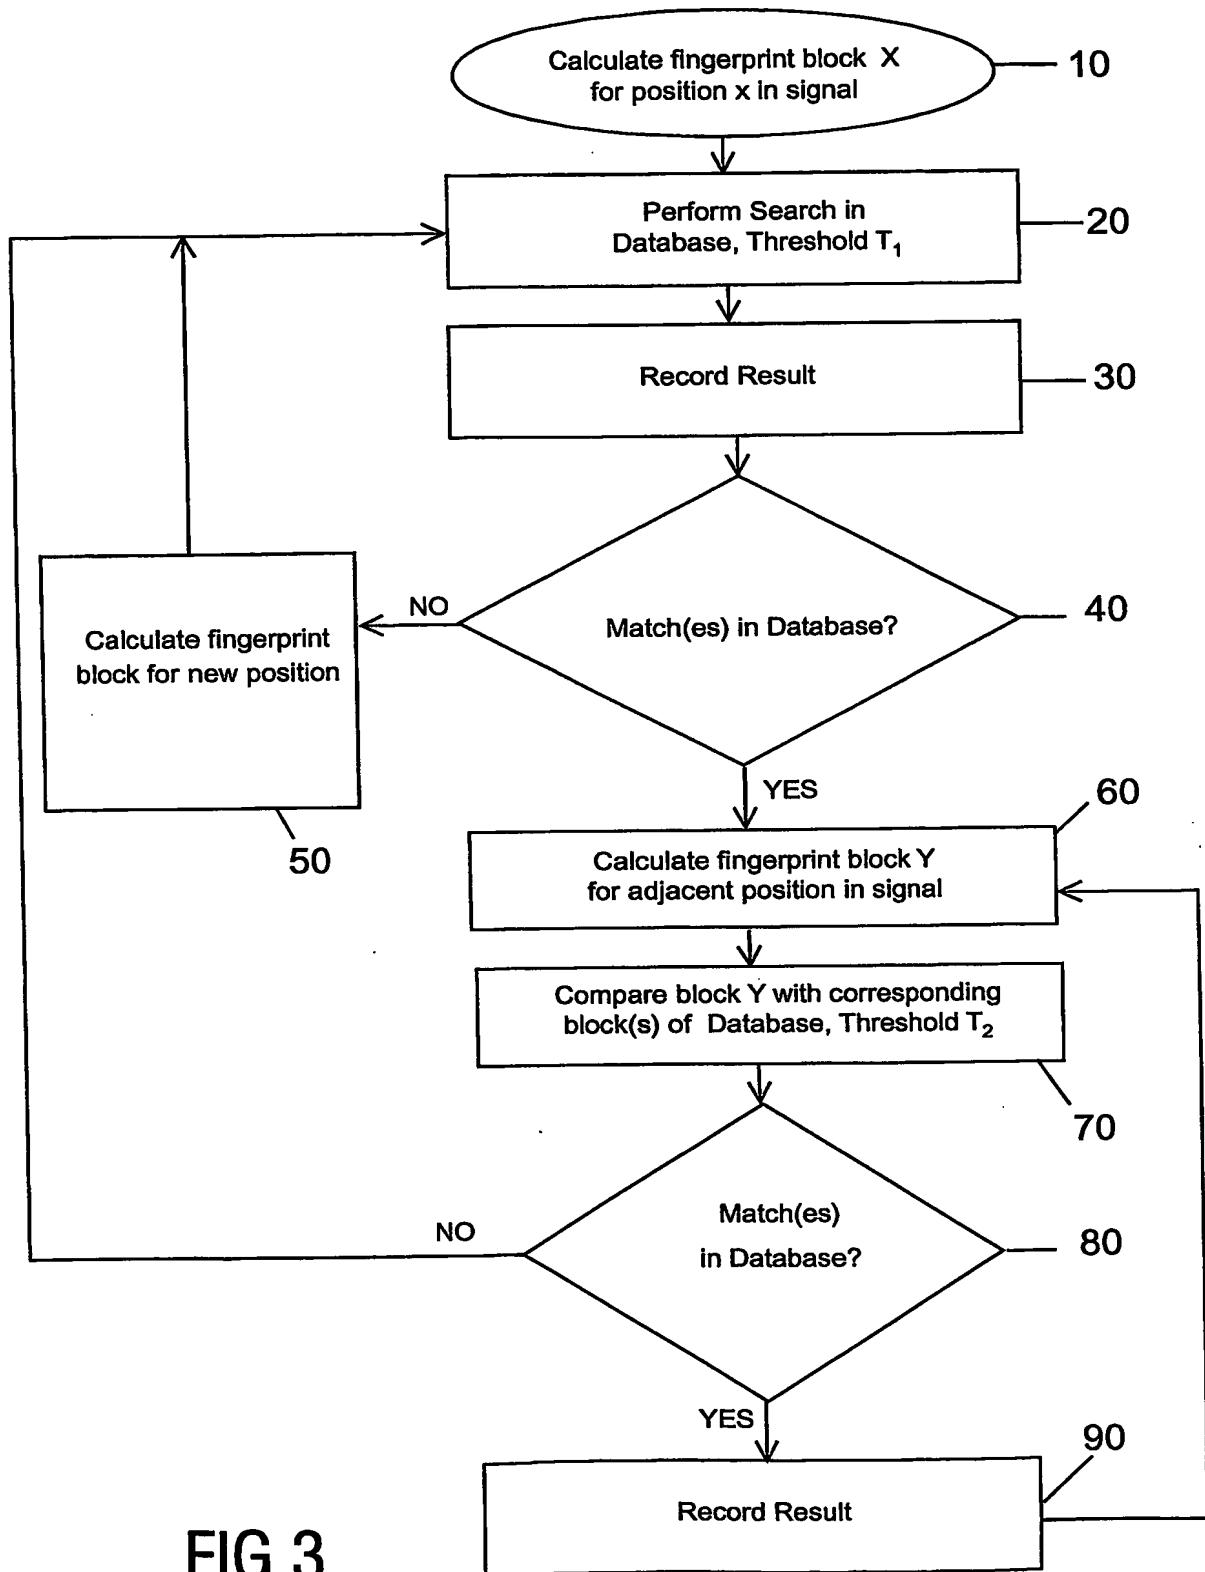 Calculate fingerprint block X
for position x in signal
10
Perform Search in
Database, Threshold T₁
20
Record Result
30
Match(es) in Database?
40
NO
Calculate fingerprint
block for new position
50
YES
60
Calculate fingerprint block Y
for adjacent position in signal
Compare block Y with corresponding
block(s) of Database, Threshold T₂
70
Match(es)
in Database?
80
NO
YES
90
Record Result
FIG.3